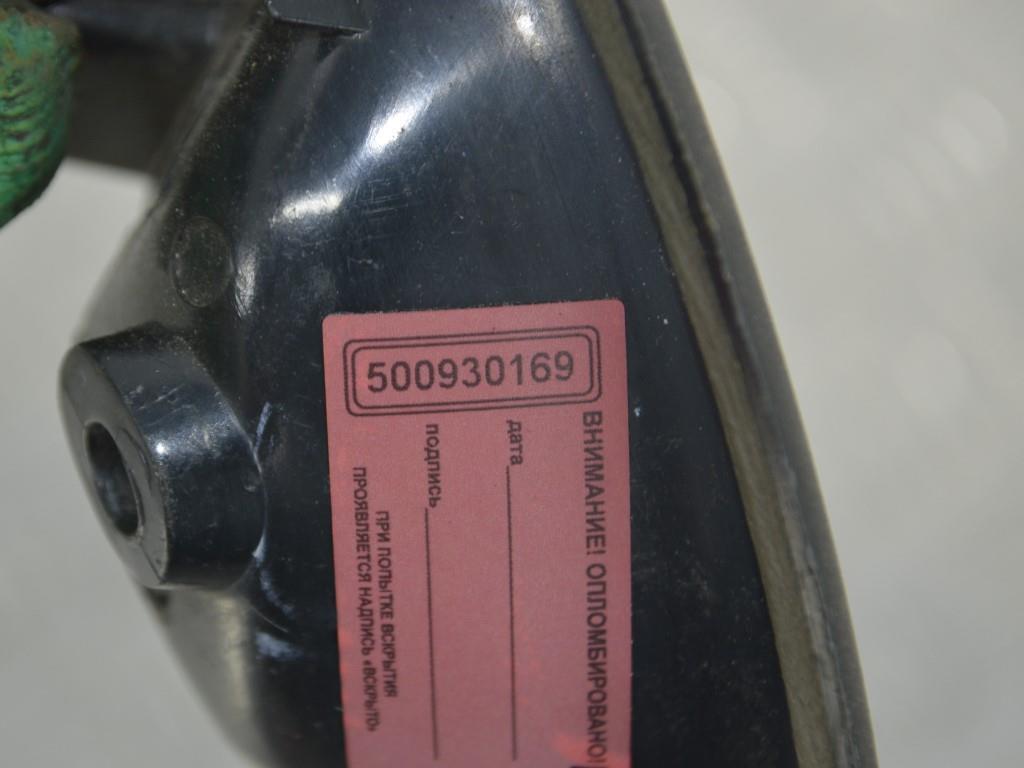 500930169
ВНИМАНИЕ! ОПЛОМБИРОВАНО!
дата
подпись
ПРИ ПОПЫТКЕ ВСКРЫТИЯ
ПРОЯВЛЯЕТСЯ НАДПИСЬ «ВСКРЫТО»